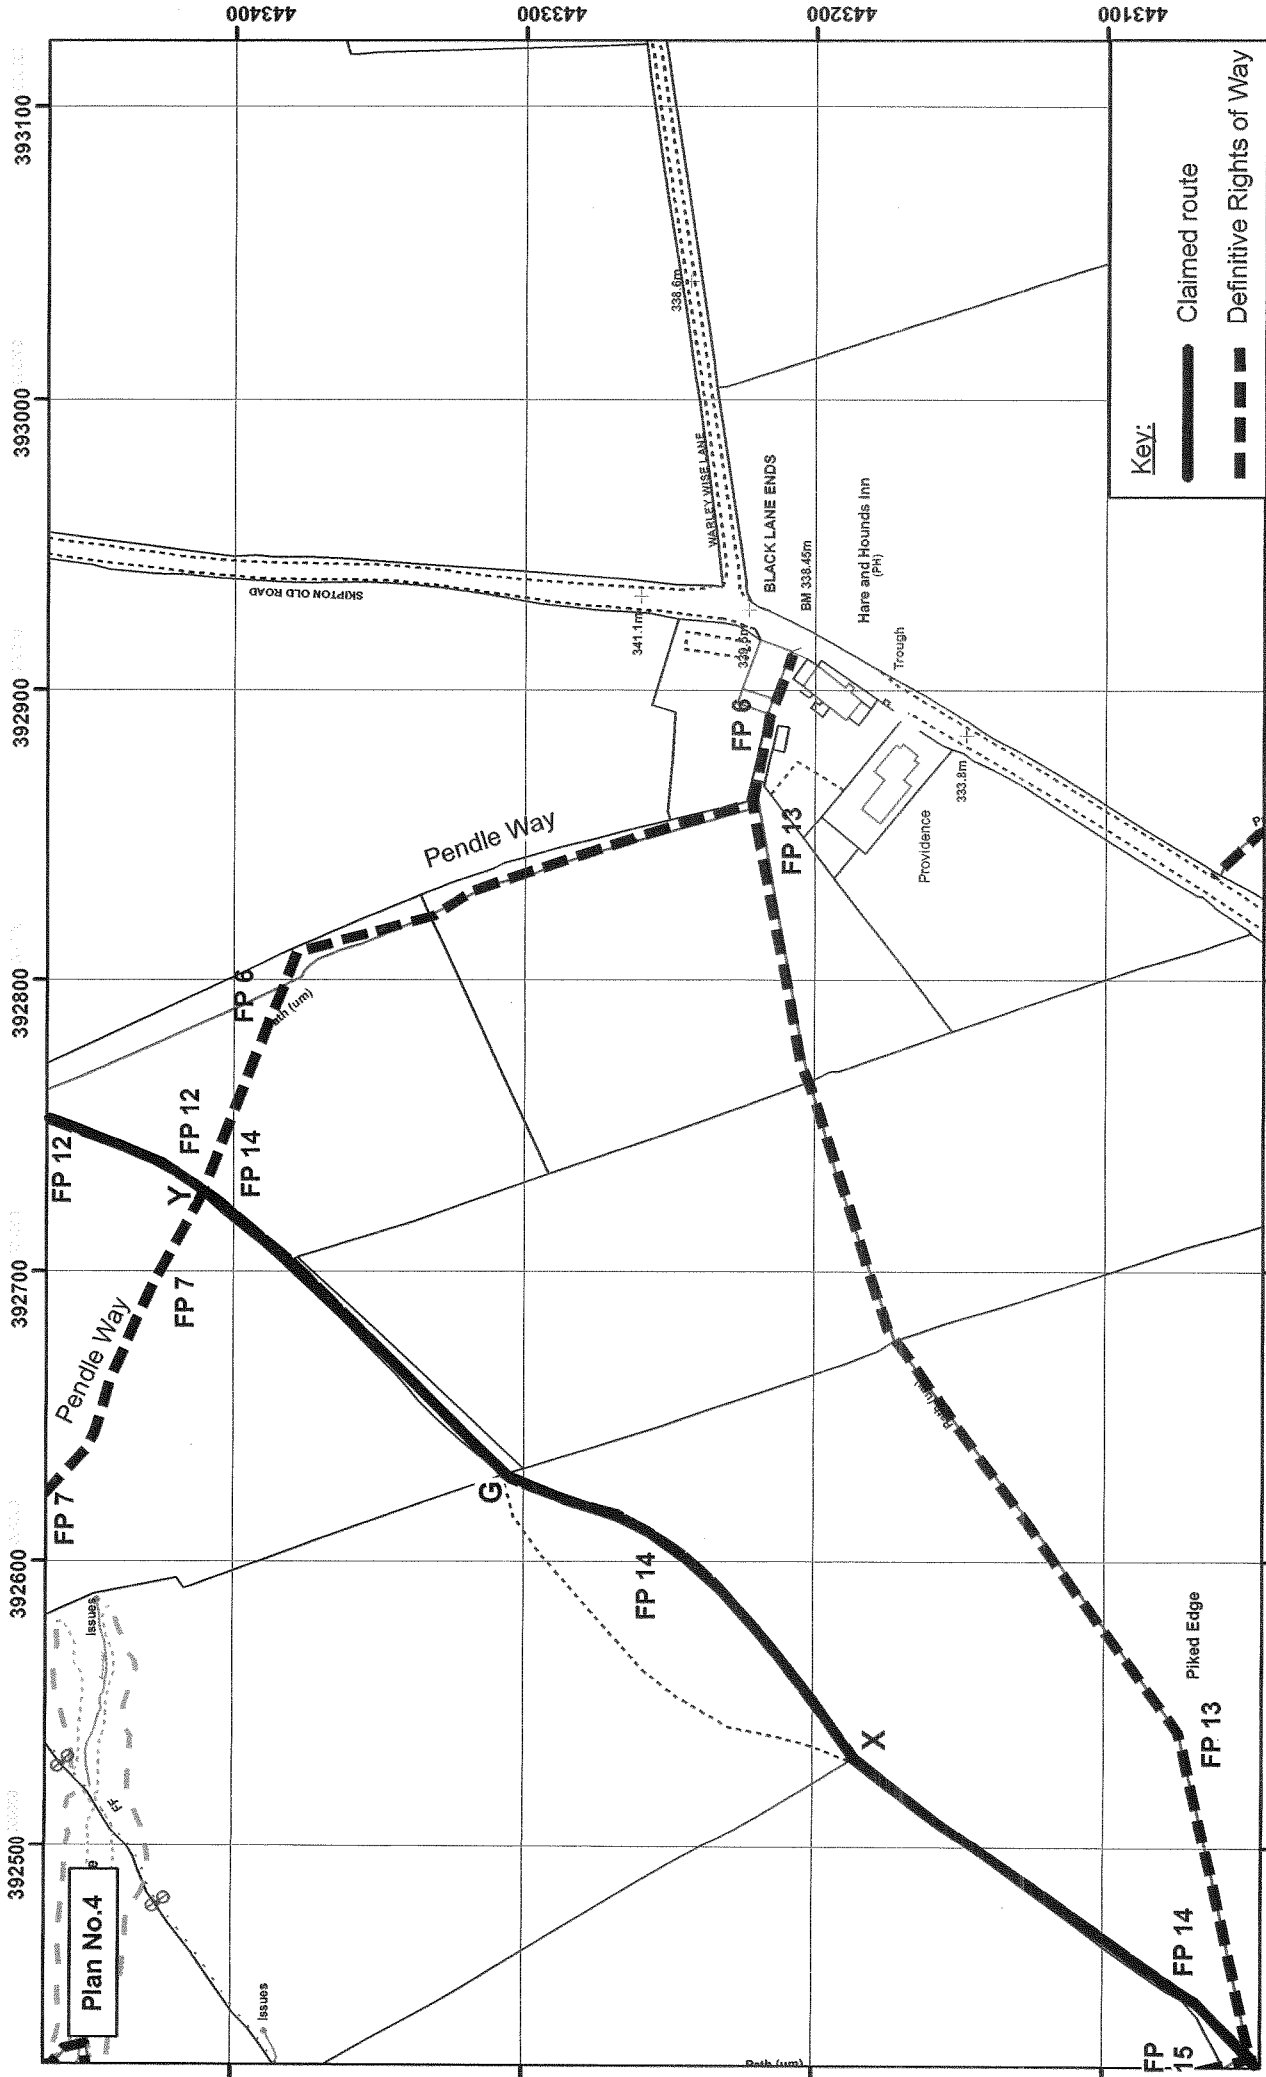 Plan No.4
392500
392600
392700
392800
392900
393000
393100
443400
443300
443200
443100
Issues
FF
Issues
FP 7
Pendle Way
FP 7
Y
FP 12
FP 12
FP 14
FP 6
Pendle Way
SKIPTON OLD ROAD
341.1m
FP 6
FP 13
WARLEY WISE LANE
338.6m
BLACK LANE ENDS
BM 338.45m
Hare and Hounds Inn
(PH)
Trough
333.8m
Providence
G
FP 14
X
Path (um)
Piked Edge
FP 13
FP 14
FP
15
Path (um)
Key:
Claimed route
Definitive Rights of Way